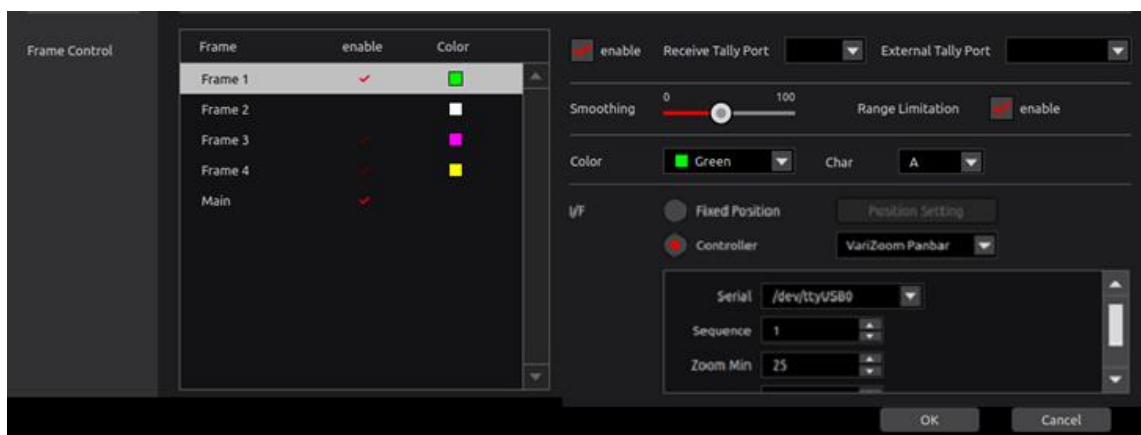 Frame Control
Frame enable Color
Frame 1
Frame 2
Frame 3
Frame 4
Main
enable Receive Tally Port External Tally Port
Smoothing 0 100 Range Limitation enable
Color Green Char A
I/F Fixed Position Position Setting
Controller VariZoom Panbar
Serial /dev/ttyUSB0
Sequence 1
Zoom Min 25
OK Cancel